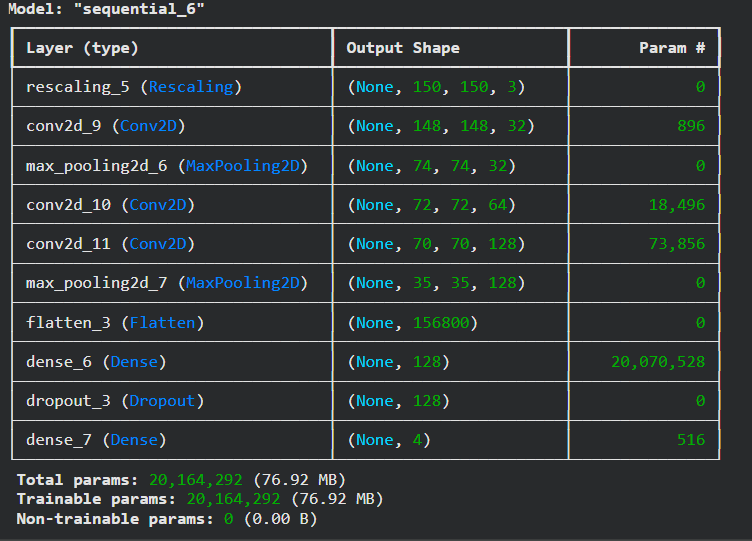 Model: "sequential_6"
Layer (type) Output Shape Param #
rescaling_5 (Rescaling) (None, 150, 150, 3) 0
conv2d_9 (Conv2D) (None, 148, 148, 32) 896
max_pooling2d_6 (MaxPooling2D) (None, 74, 74, 32) 0
conv2d_10 (Conv2D) (None, 72, 72, 64) 18,496
conv2d_11 (Conv2D) (None, 70, 70, 128) 73,856
max_pooling2d_7 (MaxPooling2D) (None, 35, 35, 128) 0
flatten_3 (Flatten) (None, 156800) 0
dense_6 (Dense) (None, 128) 20,070,528
dropout_3 (Dropout) (None, 128) 0
dense_7 (Dense) (None, 4) 516
Total params: 20,164,292 (76.92 MB)
Trainable params: 20,164,292 (76.92 MB)
Non-trainable params: 0 (0.00 B)